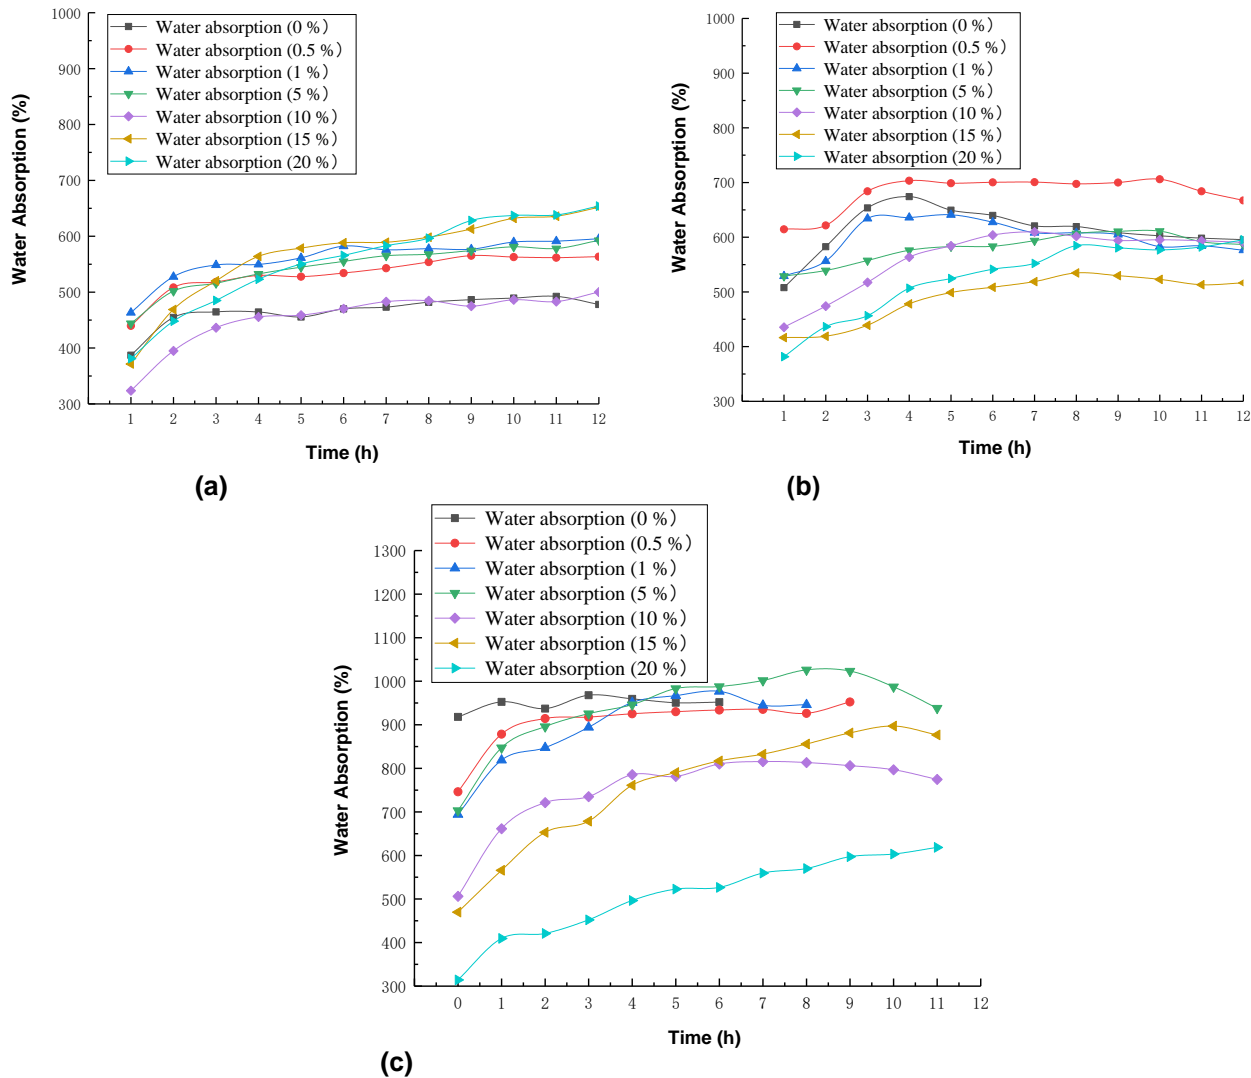 1000
900
800
700
600
500
400
300
Water Absorption (%)
Water absorption (0 %）
Water absorption (0.5 %）
Water absorption (1 %）
Water absorption (5 %）
Water absorption (10 %）
Water absorption (15 %）
Water absorption (20 %）
1 2 3 4 5 6 7 8 9 10 11 12
Time (h)
(a)
1000
900
800
700
600
500
400
300
Water Absorption (%)
Water absorption (0 %）
Water absorption (0.5 %）
Water absorption (1 %）
Water absorption (5 %）
Water absorption (10 %）
Water absorption (15 %）
Water absorption (20 %）
1 2 3 4 5 6 7 8 9 10 11 12
Time (h)
(b)
Water absorption (0 %）
Water absorption (0.5 %）
Water absorption (1 %）
Water absorption (5 %）
Water absorption (10 %）
Water absorption (15 %）
Water absorption (20 %）
1300
1200
1100
1000
900
800
700
600
500
400
300
Water Absorption (%)
0 1 2 3 4 5 6 7 8 9 10 11 12
Time (h)
(c)